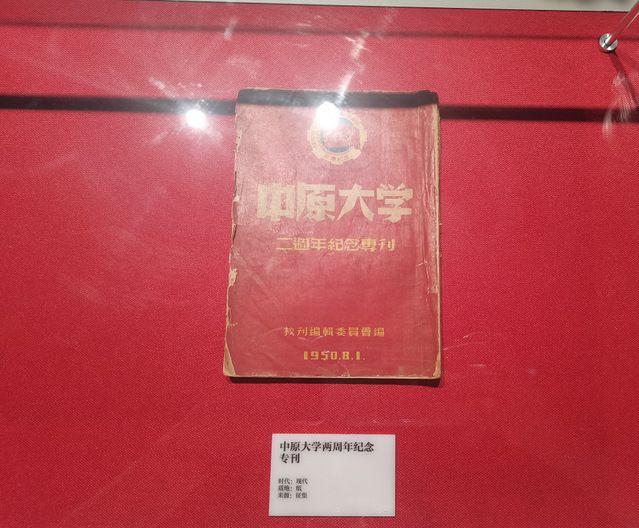 中原大学
二週年紀念專刊
校刊編輯委員會編
1950.8.1.
中原大学两周年纪念
专刊
时代：现代
质地：纸
来源：征集